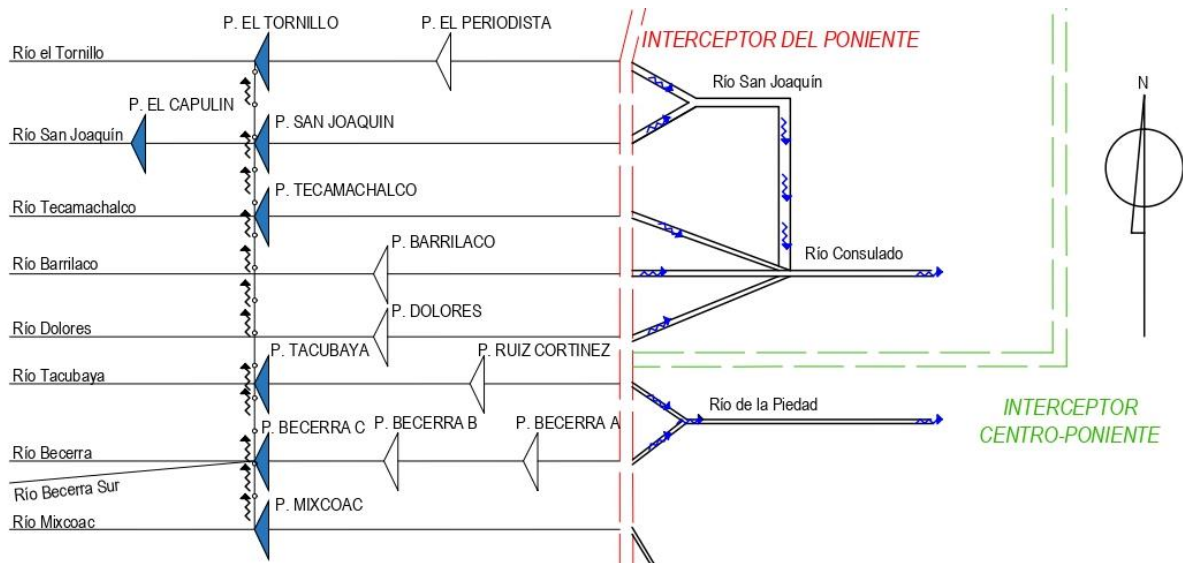 P. EL TORNILLO
P. EL PERIODISTA
Río el Tornillo
INTERCEPTOR DEL PONIENTE
Río San Joaquín
N
P. EL CAPULIN
P. SAN JOAQUIN
Río San Joaquín
P. TECAMACHALCO
Río Tecamachalco
P. BARRILACO
Río Consulado
Río Barrilaco
P. DOLORES
Río Dolores
P. TACUBAYA
P. RUIZ CORTINEZ
Río Tacubaya
Río de la Piedad
INTERCEPTOR
CENTRO-PONIENTE
P. BECERRA C
P. BECERRA B
P. BECERRA A
Río Becerra
Río Becerra Sur
P. MIXCOAC
Río Mixcoac